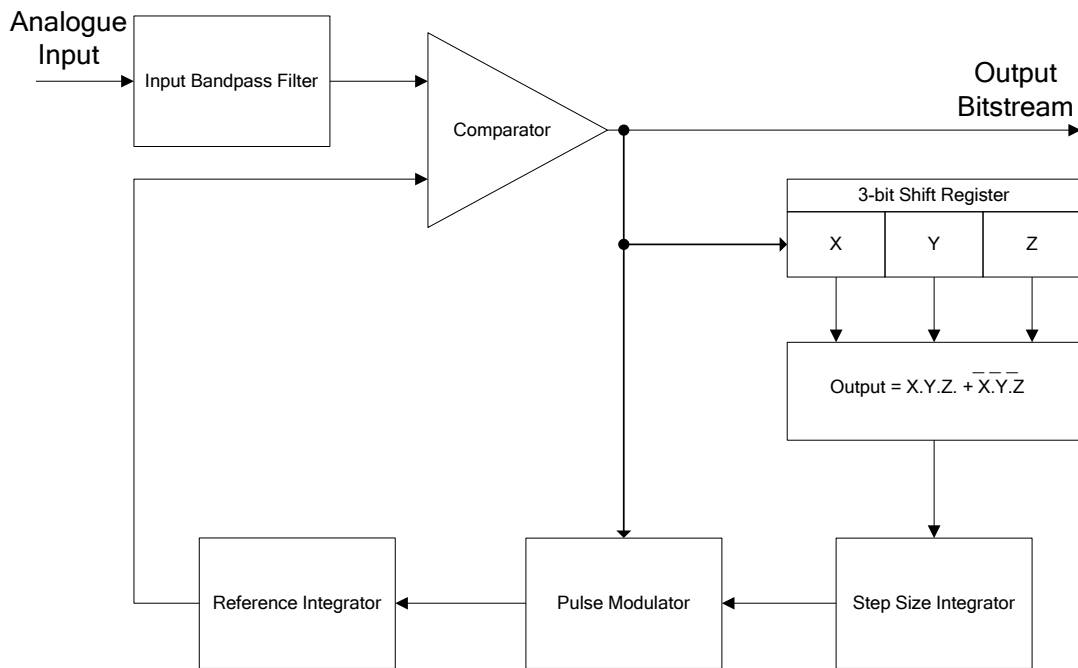 Analogue
Input
Input Bandpass Filter
Comparator
Output
Bitstream
3-bit Shift Register
X Y Z
Output = X.Y.Z. + X̅.Y̅.Z̅
Reference Integrator
Pulse Modulator
Step Size Integrator